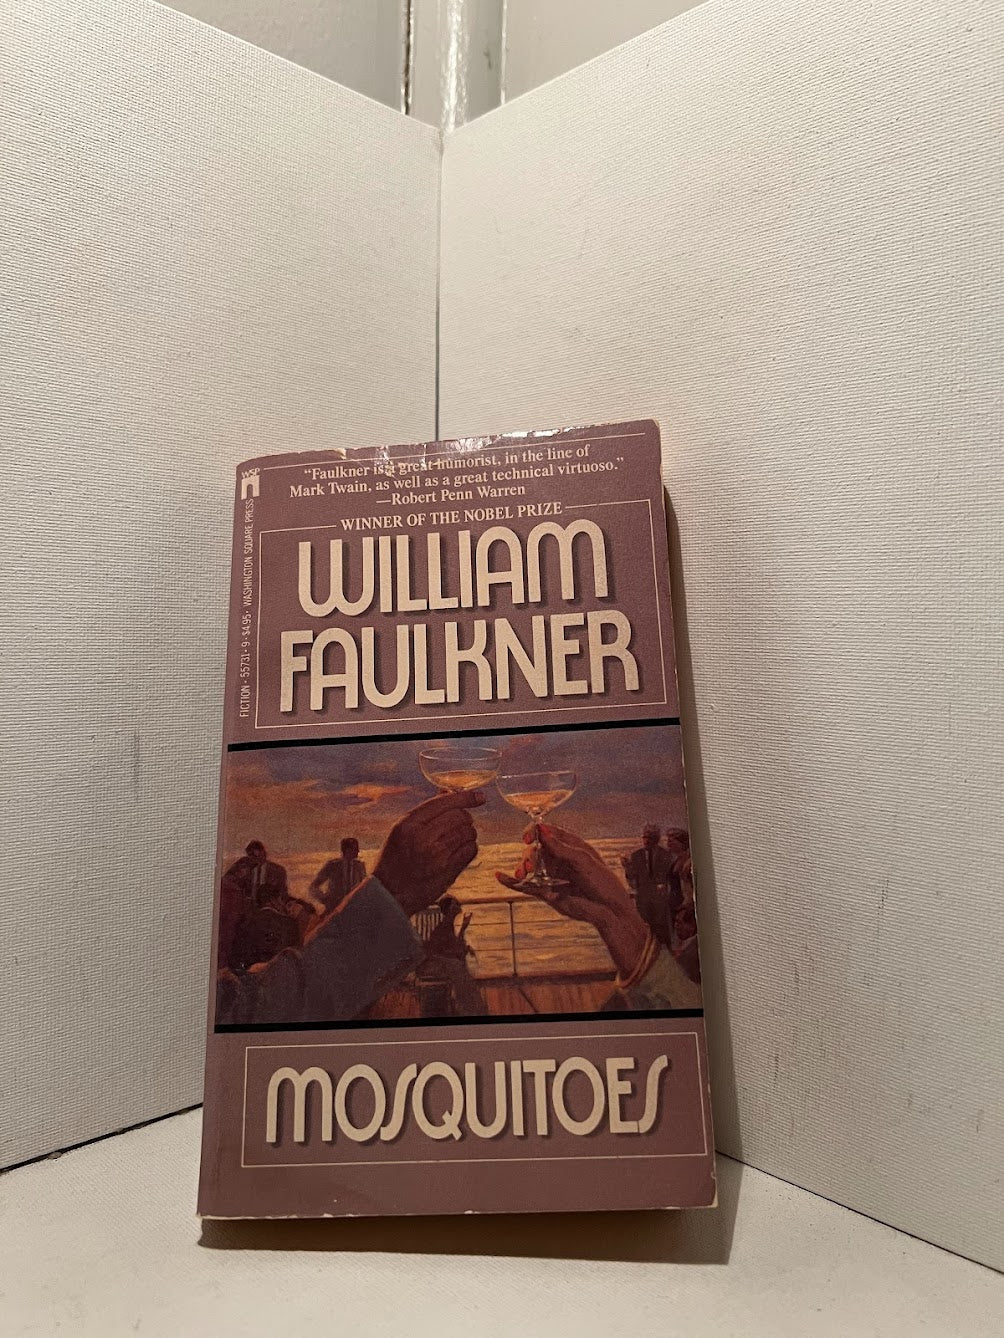 WSP
"Faulkner is a great humorist, in the line of
Mark Twain, as well as a great technical virtuoso."
—Robert Penn Warren
WINNER OF THE NOBEL PRIZE
WILLIAM
FAULKNER
FICTION · 55731-9 · $4.95 · WASHINGTON SQUARE PRESS
MOSQUITOES